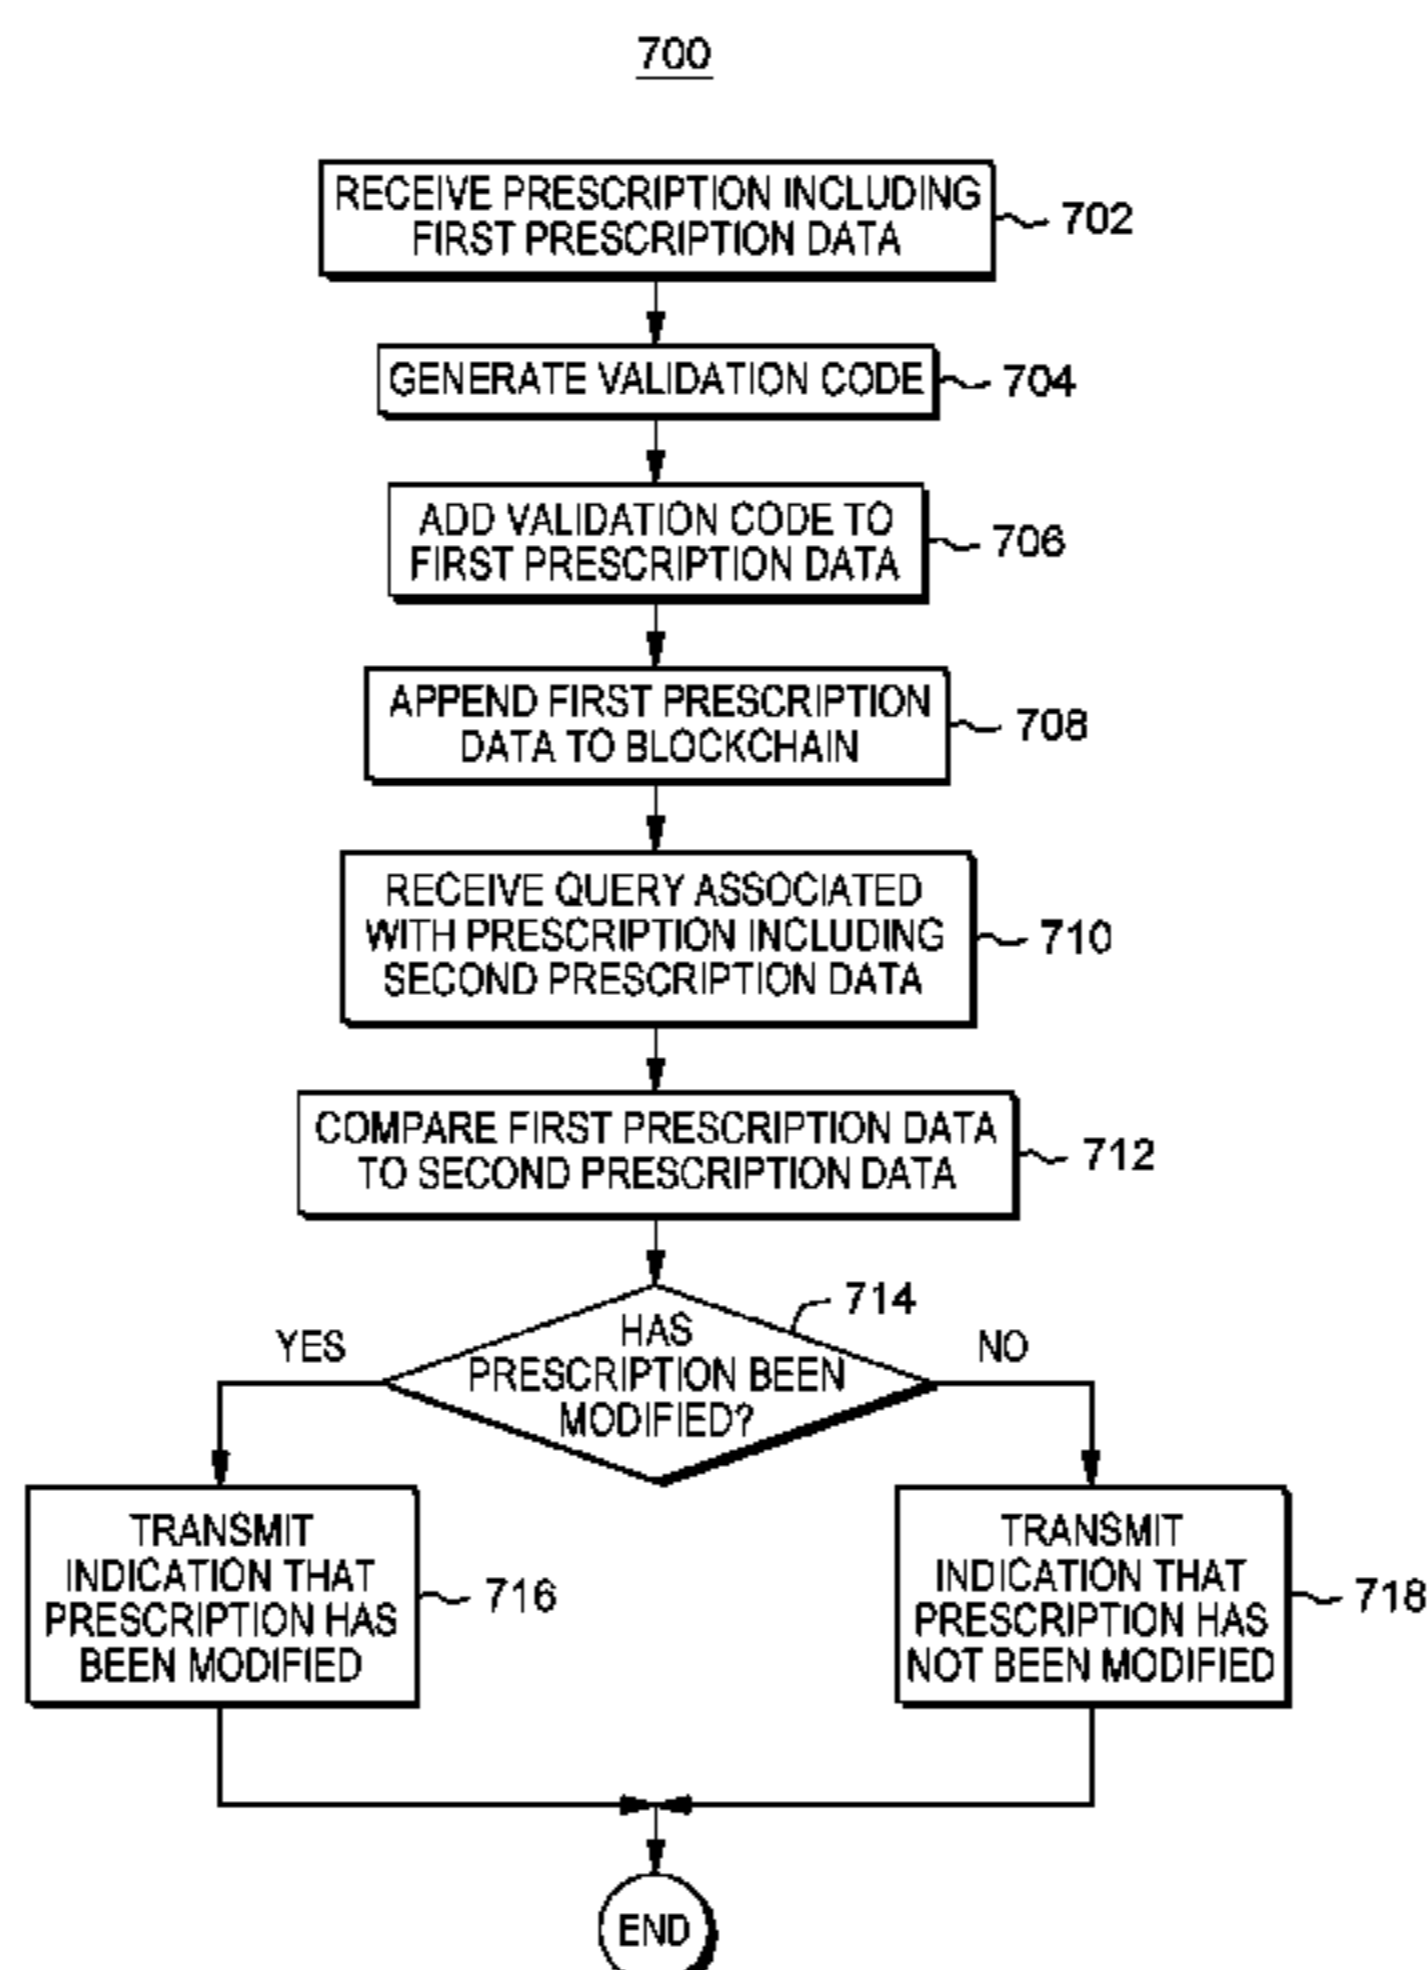 700
RECEIVE PRESCRIPTION INCLUDING
FIRST PRESCRIPTION DATA
702
GENERATE VALIDATION CODE
704
ADD VALIDATION CODE TO
FIRST PRESCRIPTION DATA
706
APPEND FIRST PRESCRIPTION
DATA TO BLOCKCHAIN
708
RECEIVE QUERY ASSOCIATED
WITH PRESCRIPTION INCLUDING
SECOND PRESCRIPTION DATA
710
COMPARE FIRST PRESCRIPTION DATA
TO SECOND PRESCRIPTION DATA
712
714
HAS
PRESCRIPTION BEEN
MODIFIED?
YES
NO
TRANSMIT
INDICATION THAT
PRESCRIPTION HAS
BEEN MODIFIED
716
TRANSMIT
INDICATION THAT
PRESCRIPTION HAS
NOT BEEN MODIFIED
718
END